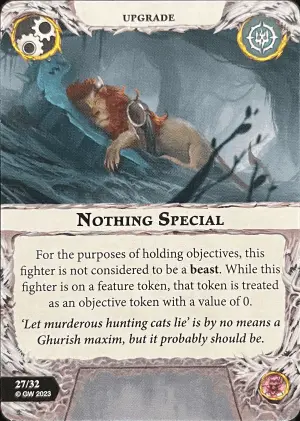 UPGRADE
NOTHING SPECIAL
For the purposes of holding objectives, this
fighter is not considered to be a beast. While this
fighter is on a feature token, that token is treated
as an objective token with a value of 0.
'Let murderous hunting cats lie' is by no means a
Ghurish maxim, but it probably should be.
27/32
© GW 2023